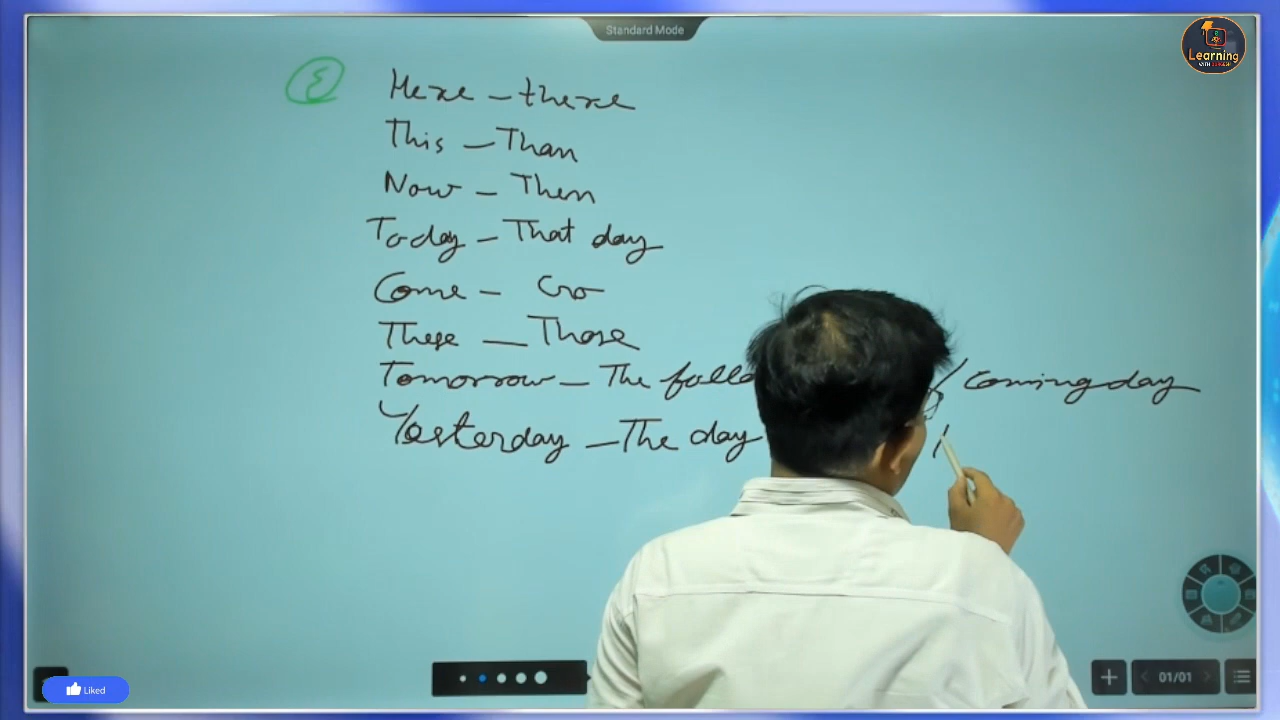 Standard Mode
Learning
Here - there
This - Than
Now - Then
Today - That day
Come - Go
These - Those
Tomorrow - The follo / Coming day
Yesterday - The day /
Liked
01/01